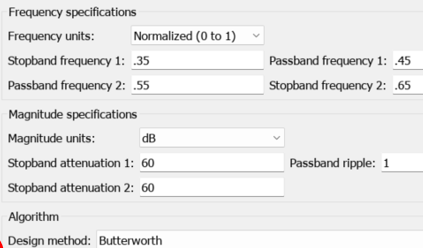 Frequency specifications
Frequency units: Normalized (0 to 1)
Stopband frequency 1: .35 Passband frequency 1: .45
Passband frequency 2: .55 Stopband frequency 2: .65
Magnitude specifications
Magnitude units: dB
Stopband attenuation 1: 60 Passband ripple: 1
Stopband attenuation 2: 60
Algorithm
Design method: Butterworth